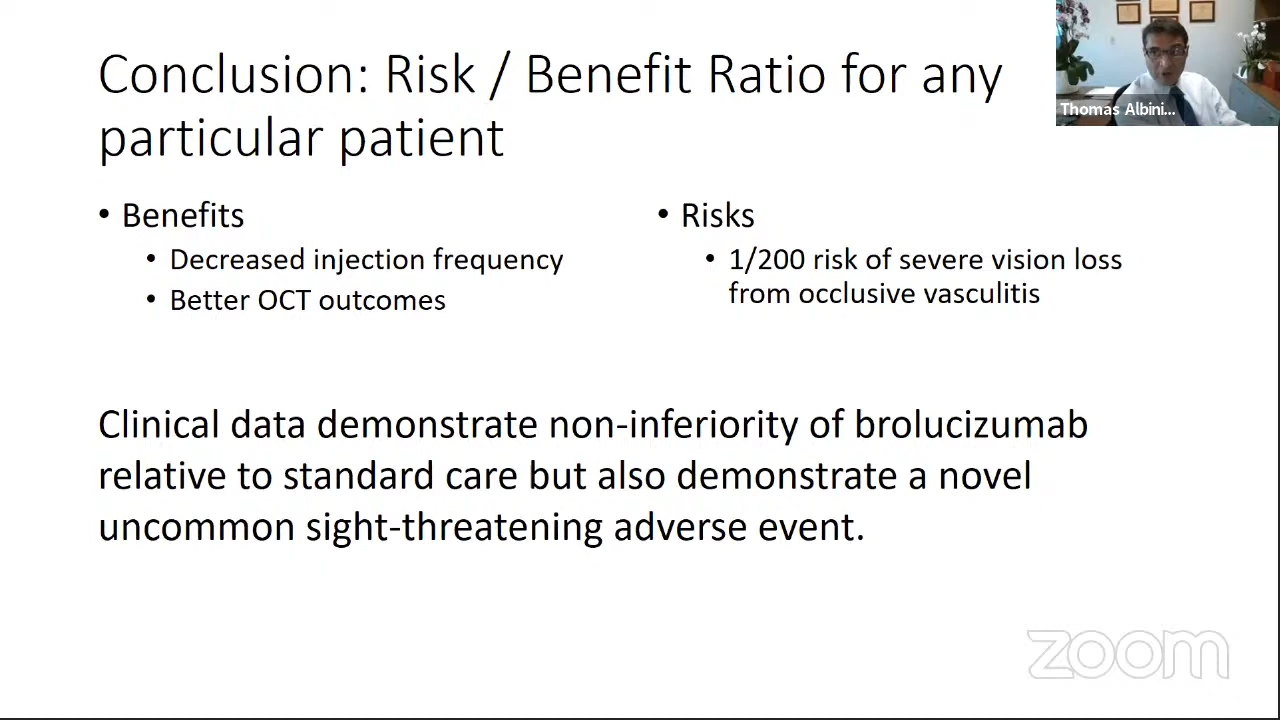 Conclusion: Risk / Benefit Ratio for any
particular patient
Thomas Albini...
• Benefits
• Decreased injection frequency
• Better OCT outcomes
• Risks
• 1/200 risk of severe vision loss
from occlusive vasculitis
Clinical data demonstrate non-inferiority of brolucizumab
relative to standard care but also demonstrate a novel
uncommon sight-threatening adverse event.
zoom